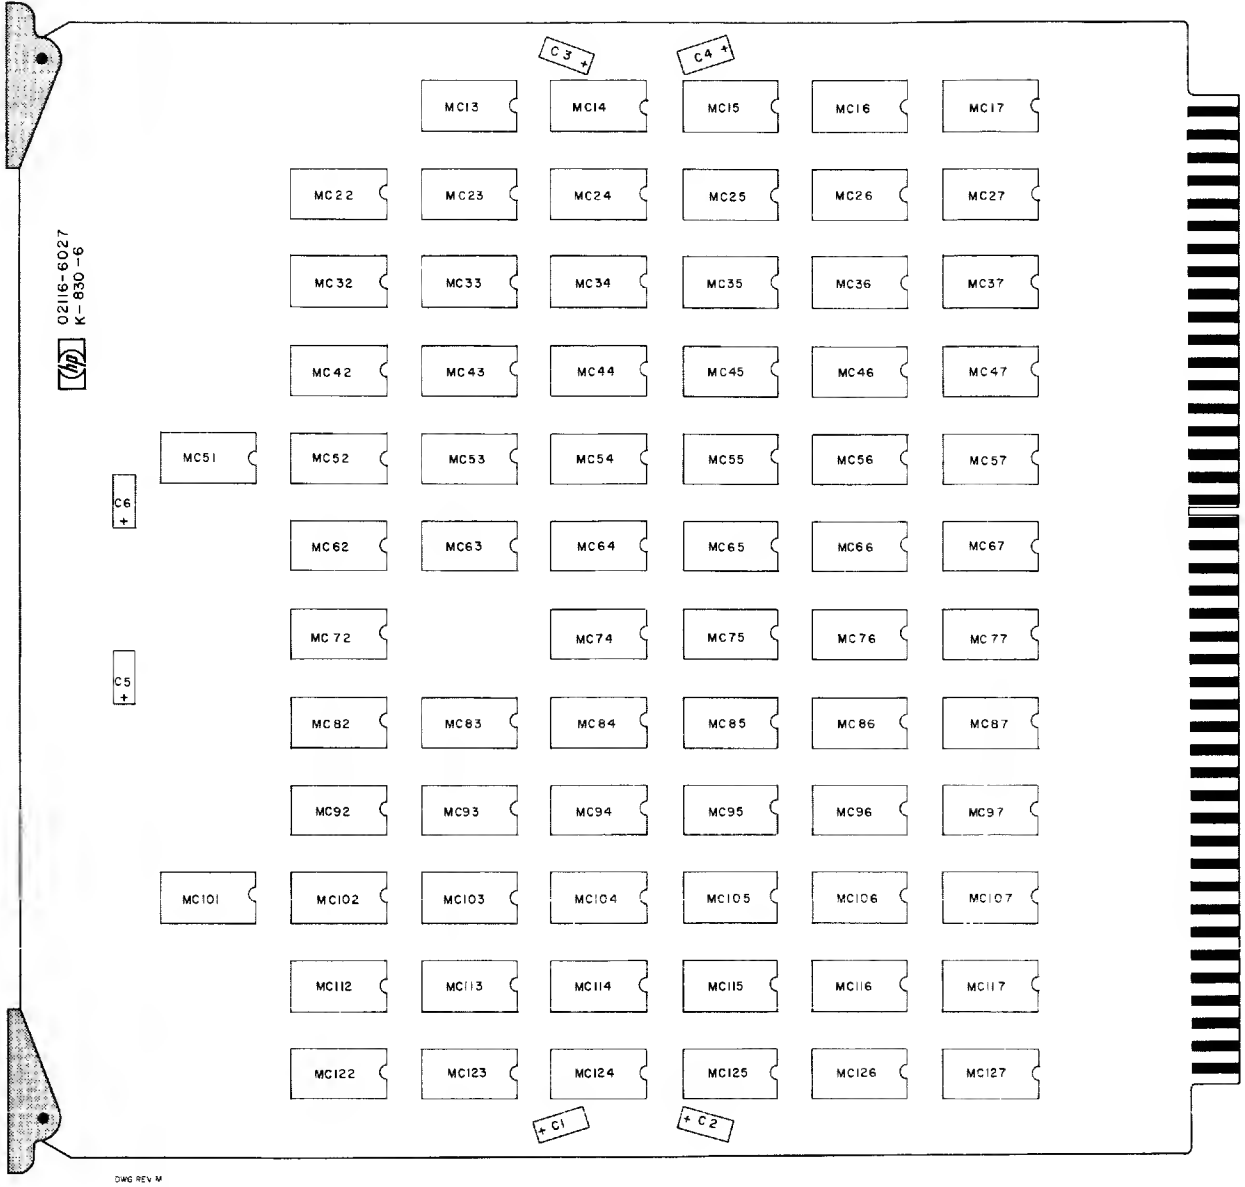 C3 +
C4 +
MC13 MC14 MC15 MC16 MC17
MC22 MC23 MC24 MC25 MC26 MC27
02116-6027
K-830-6
hp
MC32 MC33 MC34 MC35 MC36 MC37
MC42 MC43 MC44 MC45 MC46 MC47
MC51 MC52 MC53 MC54 MC55 MC56 MC57
C6
+
MC62 MC63 MC64 MC65 MC66 MC67
MC72 MC74 MC75 MC76 MC77
C5
+
MC82 MC83 MC84 MC85 MC86 MC87
MC92 MC93 MC94 MC95 MC96 MC97
MC101 MC102 MC103 MC104 MC105 MC106 MC107
MC112 MC113 MC114 MC115 MC116 MC117
MC122 MC123 MC124 MC125 MC126 MC127
+ C1
+ C2
DWG REV M